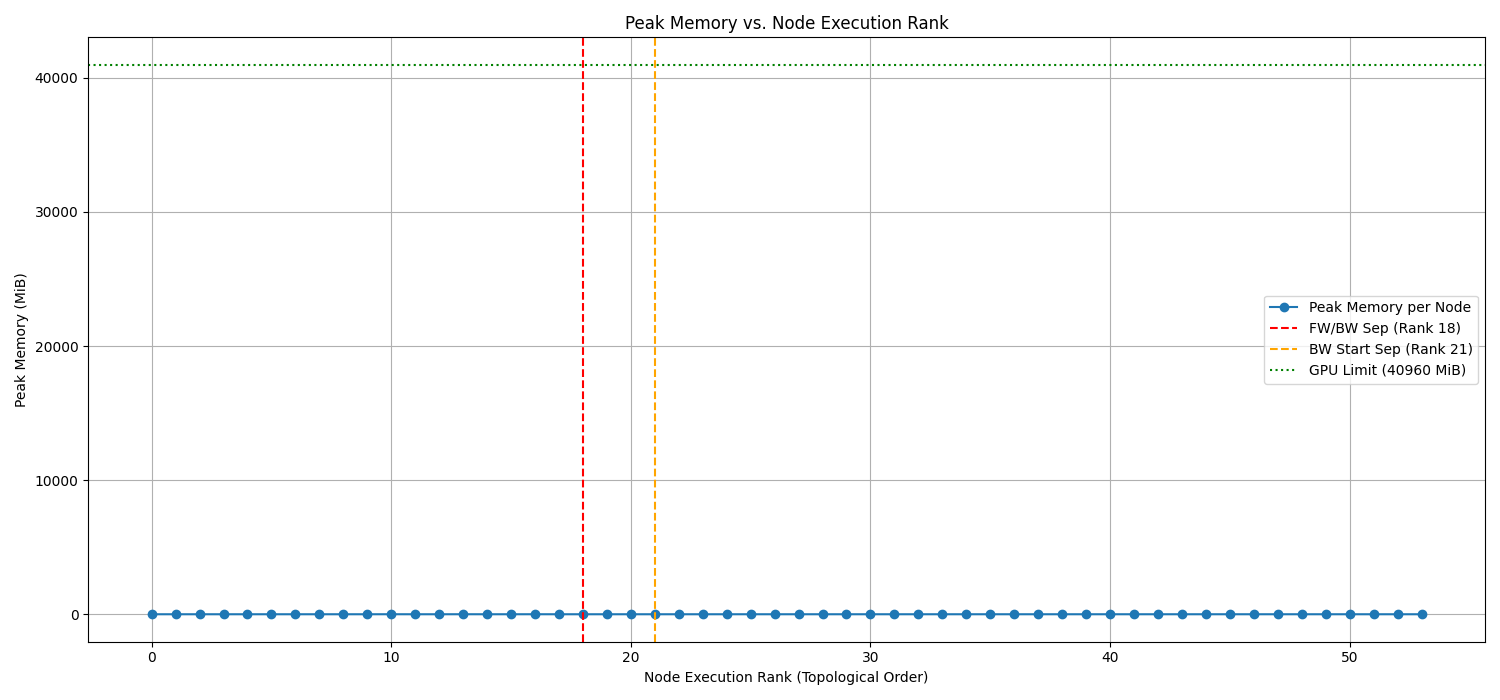 Peak Memory vs. Node Execution Rank
Peak Memory (MiB)
40000
30000
20000
10000
0
Peak Memory per Node
FW/BW Sep (Rank 18)
BW Start Sep (Rank 21)
GPU Limit (40960 MiB)
0 10 20 30 40 50
Node Execution Rank (Topological Order)